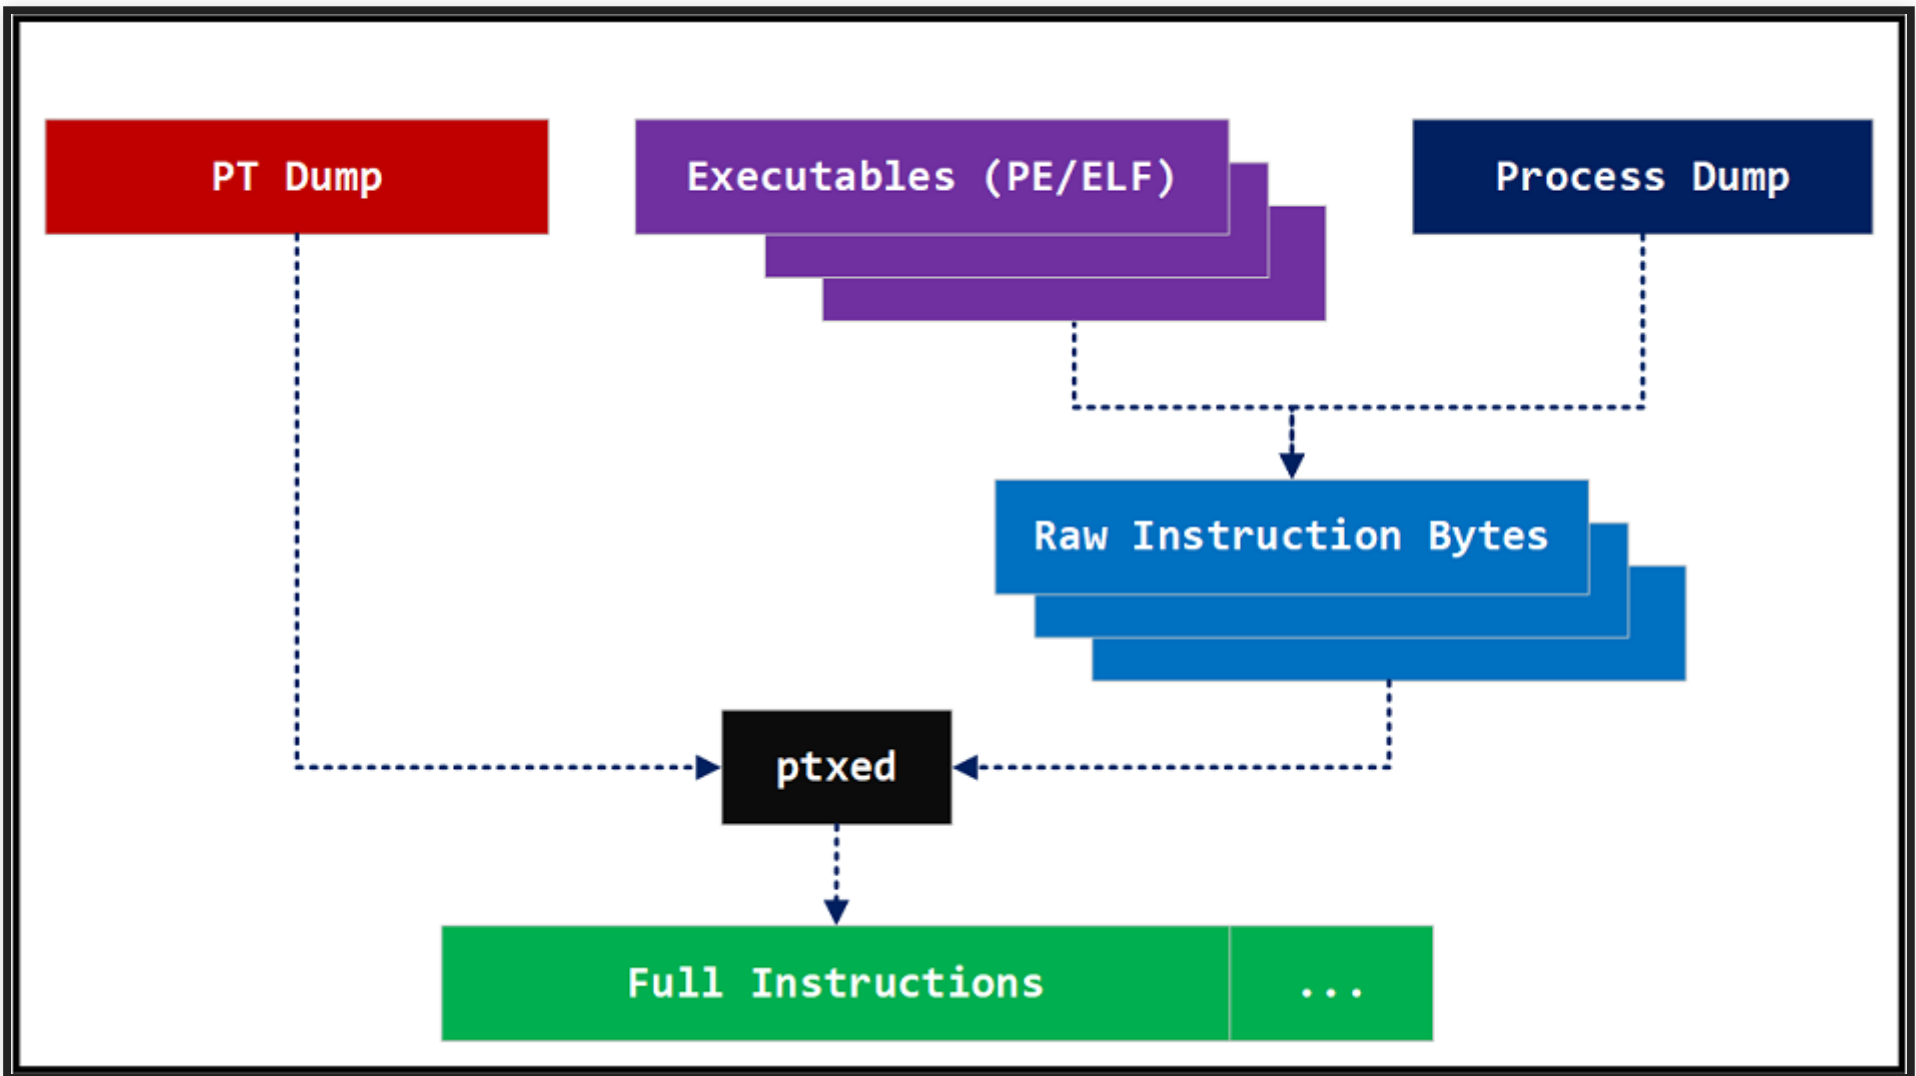 PT Dump
Executables (PE/ELF)
Process Dump
Raw Instruction Bytes
ptxed
Full Instructions
...